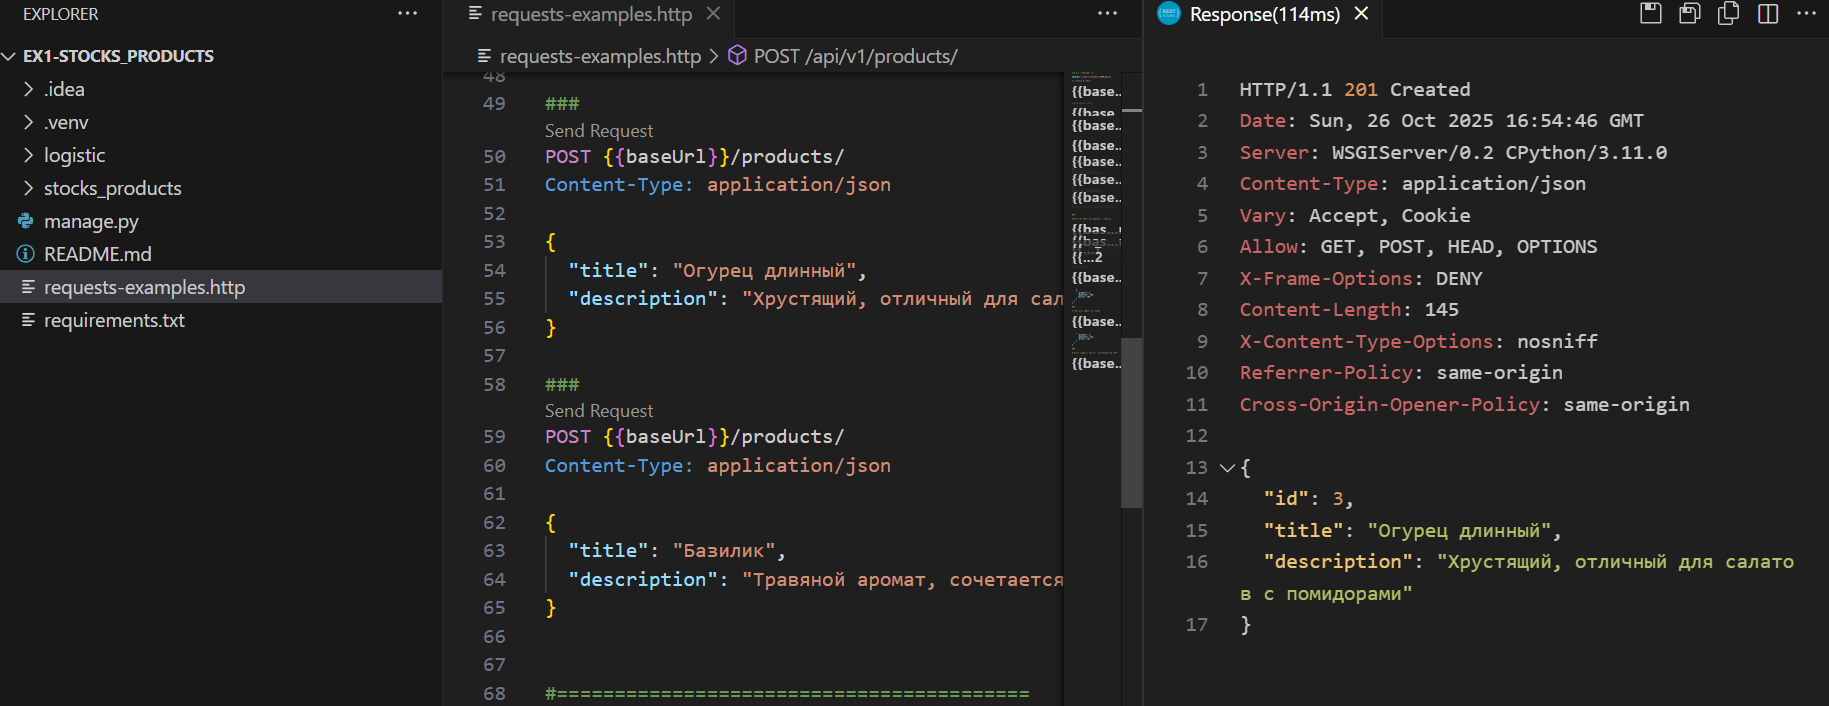 EXPLORER
EX1-STOCKS_PRODUCTS
.idea
.venv
logistic
stocks_products
manage.py
README.md
requests-examples.http
requirements.txt
requests-examples.http
requests-examples.http > POST /api/v1/products/
48
49 ###
Send Request
50 POST {{baseUrl}}/products/
51 Content-Type: application/json
52
53 {
54 "title": "Огурец длинный",
55 "description": "Хрустящий, отличный для сал
56 }
57
58 ###
Send Request
59 POST {{baseUrl}}/products/
60 Content-Type: application/json
61
62 {
63 "title": "Базилик",
64 "description": "Травяной аромат, сочетается
65 }
66
67
68 #=========================================
{{base...
{{base
{{base...
{{base...
{{base...
{{base...
{{base...
{{bas...
{{...2
{{base...
{{base...
{{base...
Response(114ms)
1 HTTP/1.1 201 Created
2 Date: Sun, 26 Oct 2025 16:54:46 GMT
3 Server: WSGIServer/0.2 CPython/3.11.0
4 Content-Type: application/json
5 Vary: Accept, Cookie
6 Allow: GET, POST, HEAD, OPTIONS
7 X-Frame-Options: DENY
8 Content-Length: 145
9 X-Content-Type-Options: nosniff
10 Referrer-Policy: same-origin
11 Cross-Origin-Opener-Policy: same-origin
12
13 {
14 "id": 3,
15 "title": "Огурец длинный",
16 "description": "Хрустящий, отличный для салато
в с помидорами"
17 }